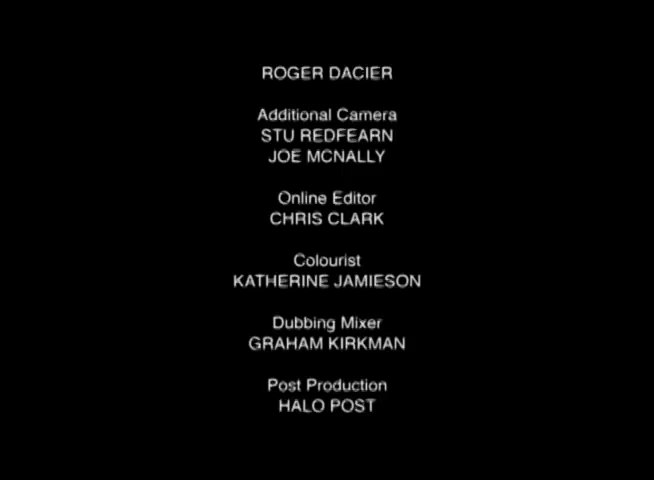 ROGER DACIER
Additional Camera
STU REDFEARN
JOE MCNALLY
Online Editor
CHRIS CLARK
Colourist
KATHERINE JAMIESON
Dubbing Mixer
GRAHAM KIRKMAN
Post Production
HALO POST